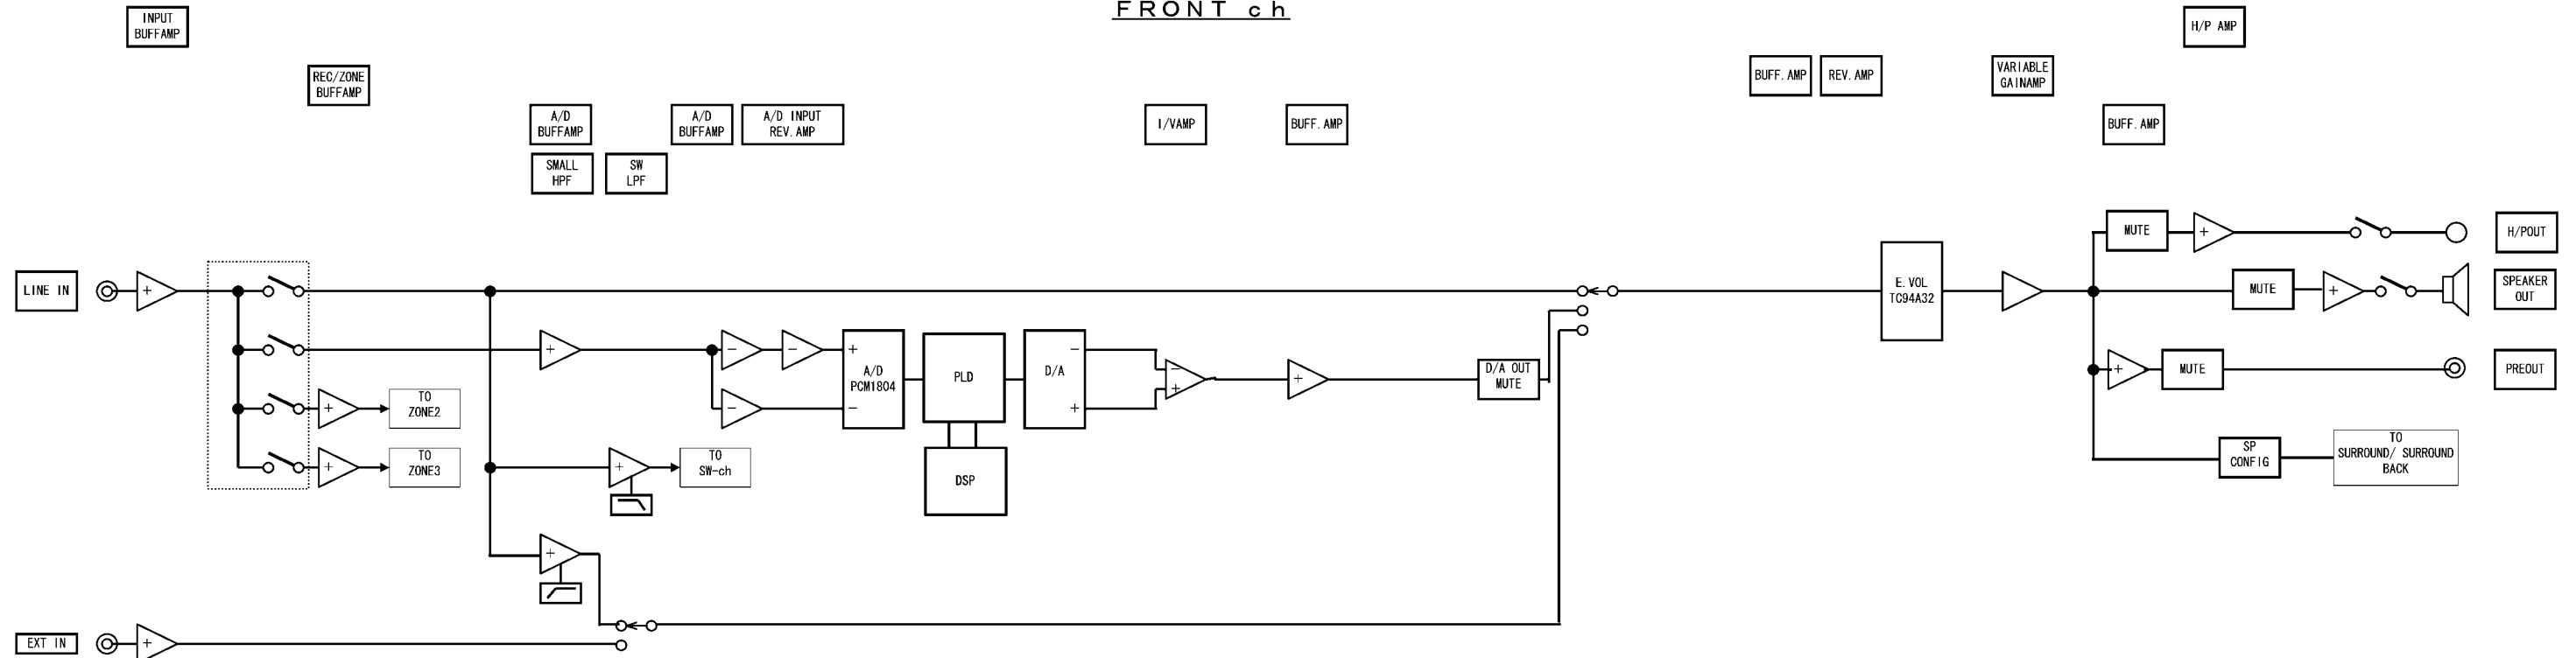 FRONT ch
INPUT
BUFFAMP
H/P AMP
REC/ZONE
BUFFAMP
BUFF.AMP
REV.AMP
VARIABLE
GAINAMP
A/D
BUFFAMP
A/D
BUFFAMP
A/D INPUT
REV.AMP
I/VAMP
BUFF.AMP
BUFF.AMP
SMALL
HPF
SW
LPF
MUTE
+
H/POUT
LINE IN
+
E.VOL
TC94A32
MUTE
+
SPEAKER
OUT
+
−
−
+
A/D
PCM1804
−
−
PLD
−
D/A
+
−
+
+
D/A OUT
MUTE
+
MUTE
PREOUT
+
TO
ZONE2
+
TO
ZONE3
+
TO
SW-ch
DSP
SP
CONFIG
TO
SURROUND/ SURROUND
BACK
+
EXT IN
+